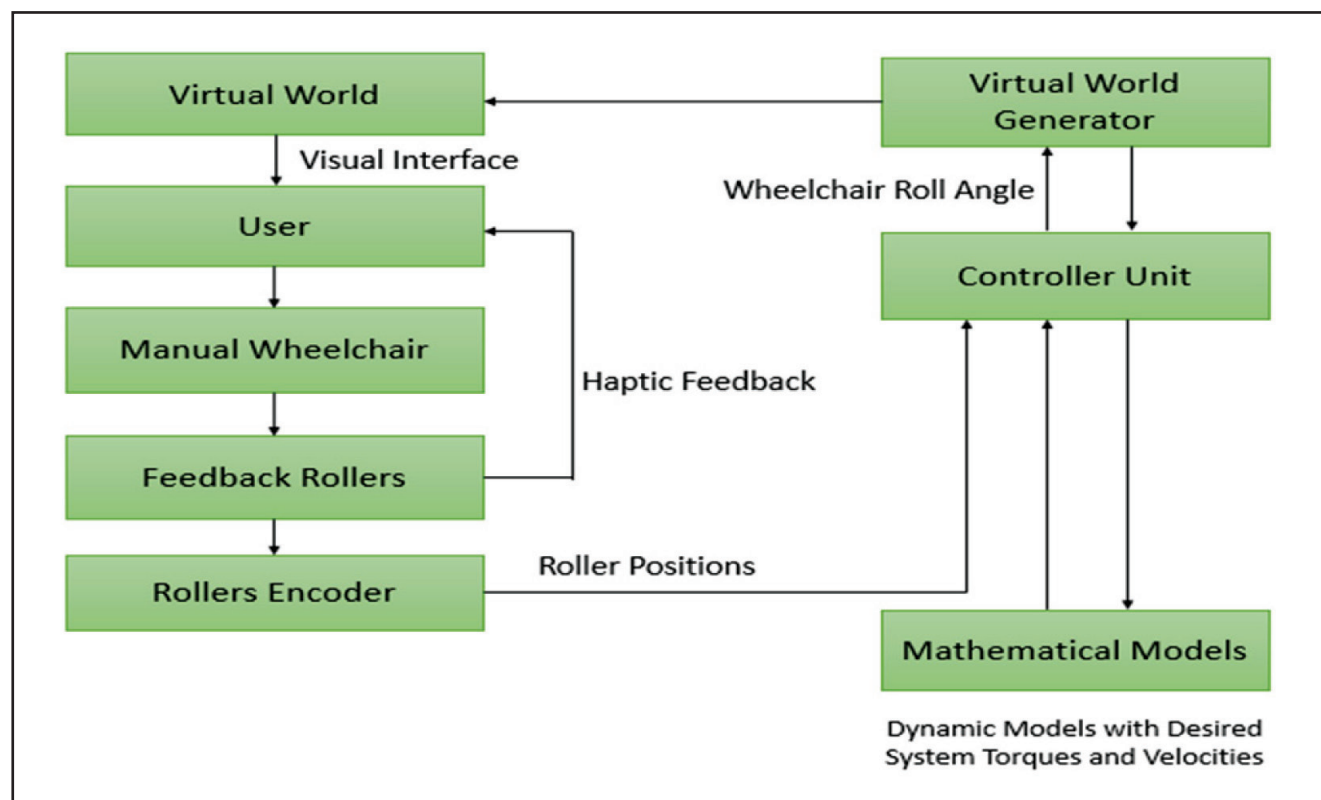 Virtual World
Visual Interface
User
Manual Wheelchair
Haptic Feedback
Feedback Rollers
Rollers Encoder
Roller Positions
Virtual World
Generator
Wheelchair Roll Angle
Controller Unit
Mathematical Models
Dynamic Models with Desired
System Torques and Velocities